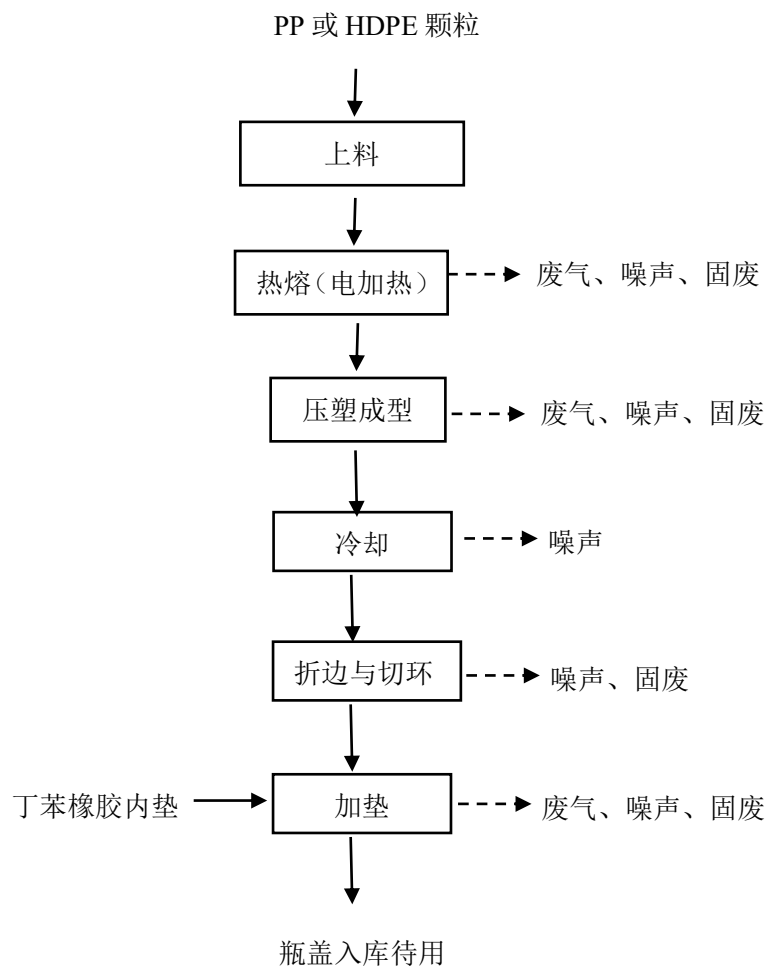 PP 或 HDPE 颗粒
上料
热熔（电加热）
废气、噪声、固废
压塑成型
废气、噪声、固废
冷却
噪声
折边与切环
噪声、固废
丁苯橡胶内垫
加垫
废气、噪声、固废
瓶盖入库待用